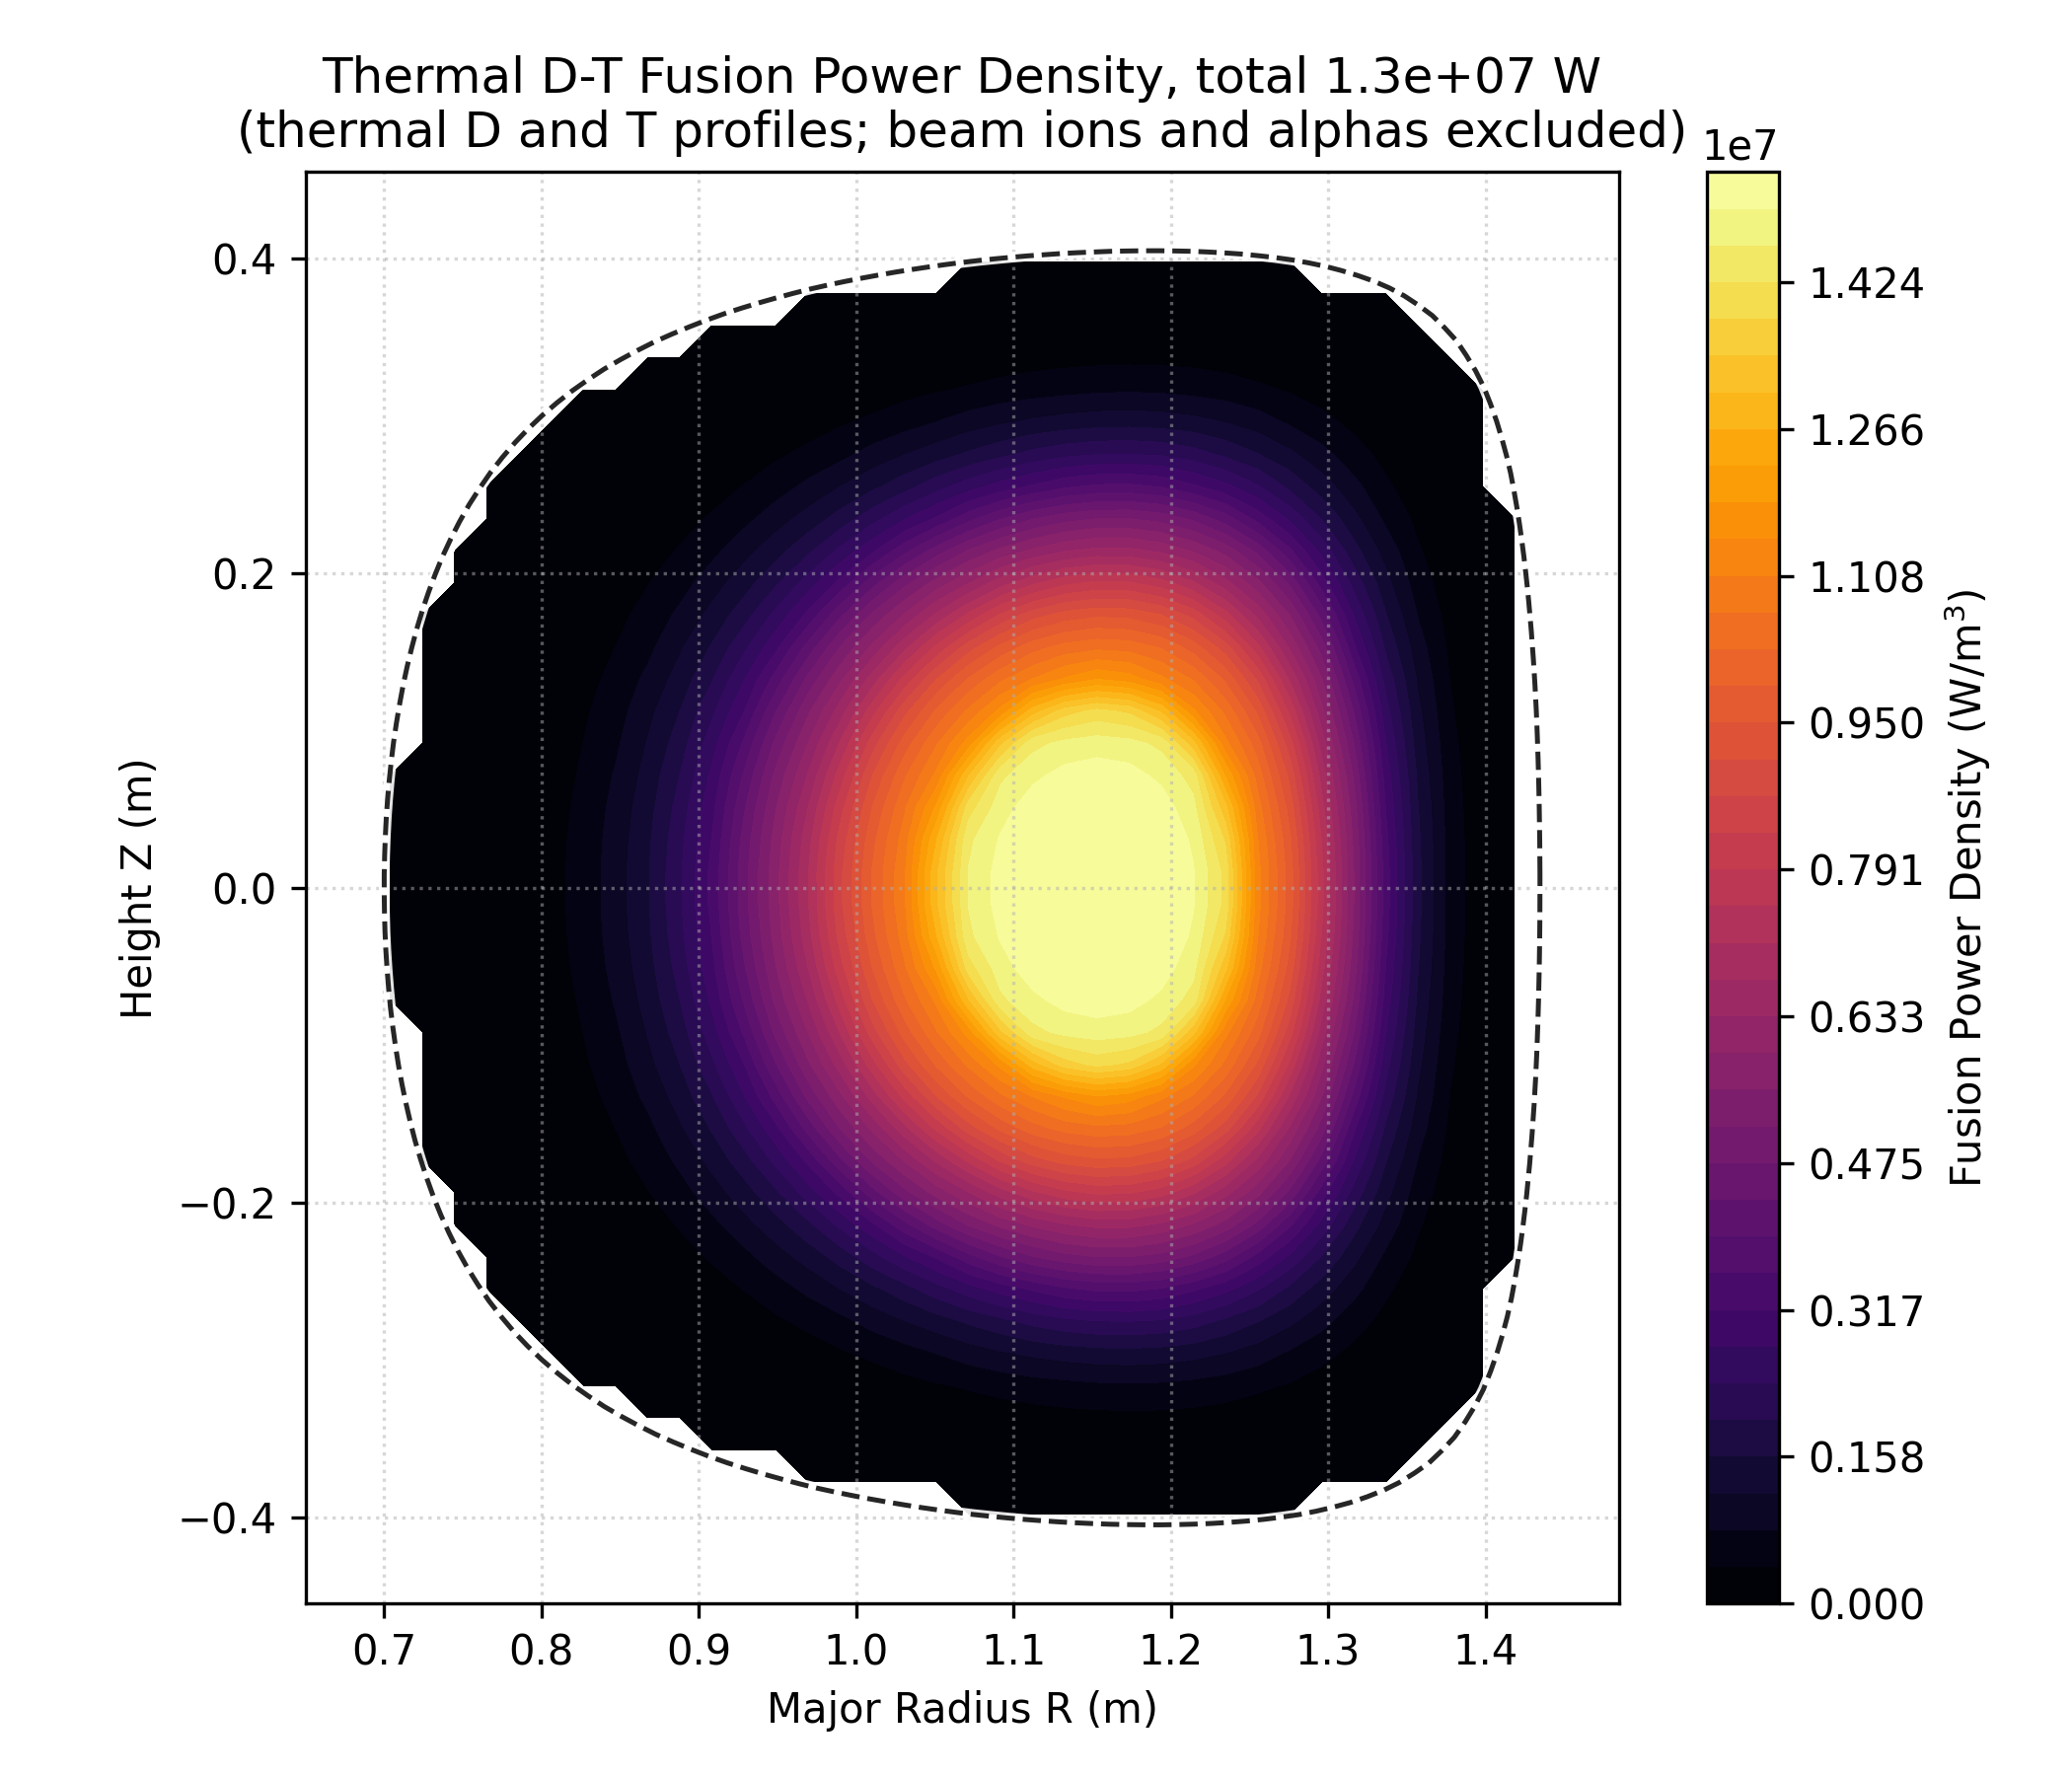 Thermal D-T Fusion Power Density, total 1.3e+07 W
(thermal D and T profiles; beam ions and alphas excluded)
1e7
1.424
1.266
1.108
0.950
0.791
0.633
0.475
0.317
0.158
0.000
Fusion Power Density (W/m³)
0.4
0.2
0.0
−0.2
−0.4
Height Z (m)
0.7 0.8 0.9 1.0 1.1 1.2 1.3 1.4
Major Radius R (m)